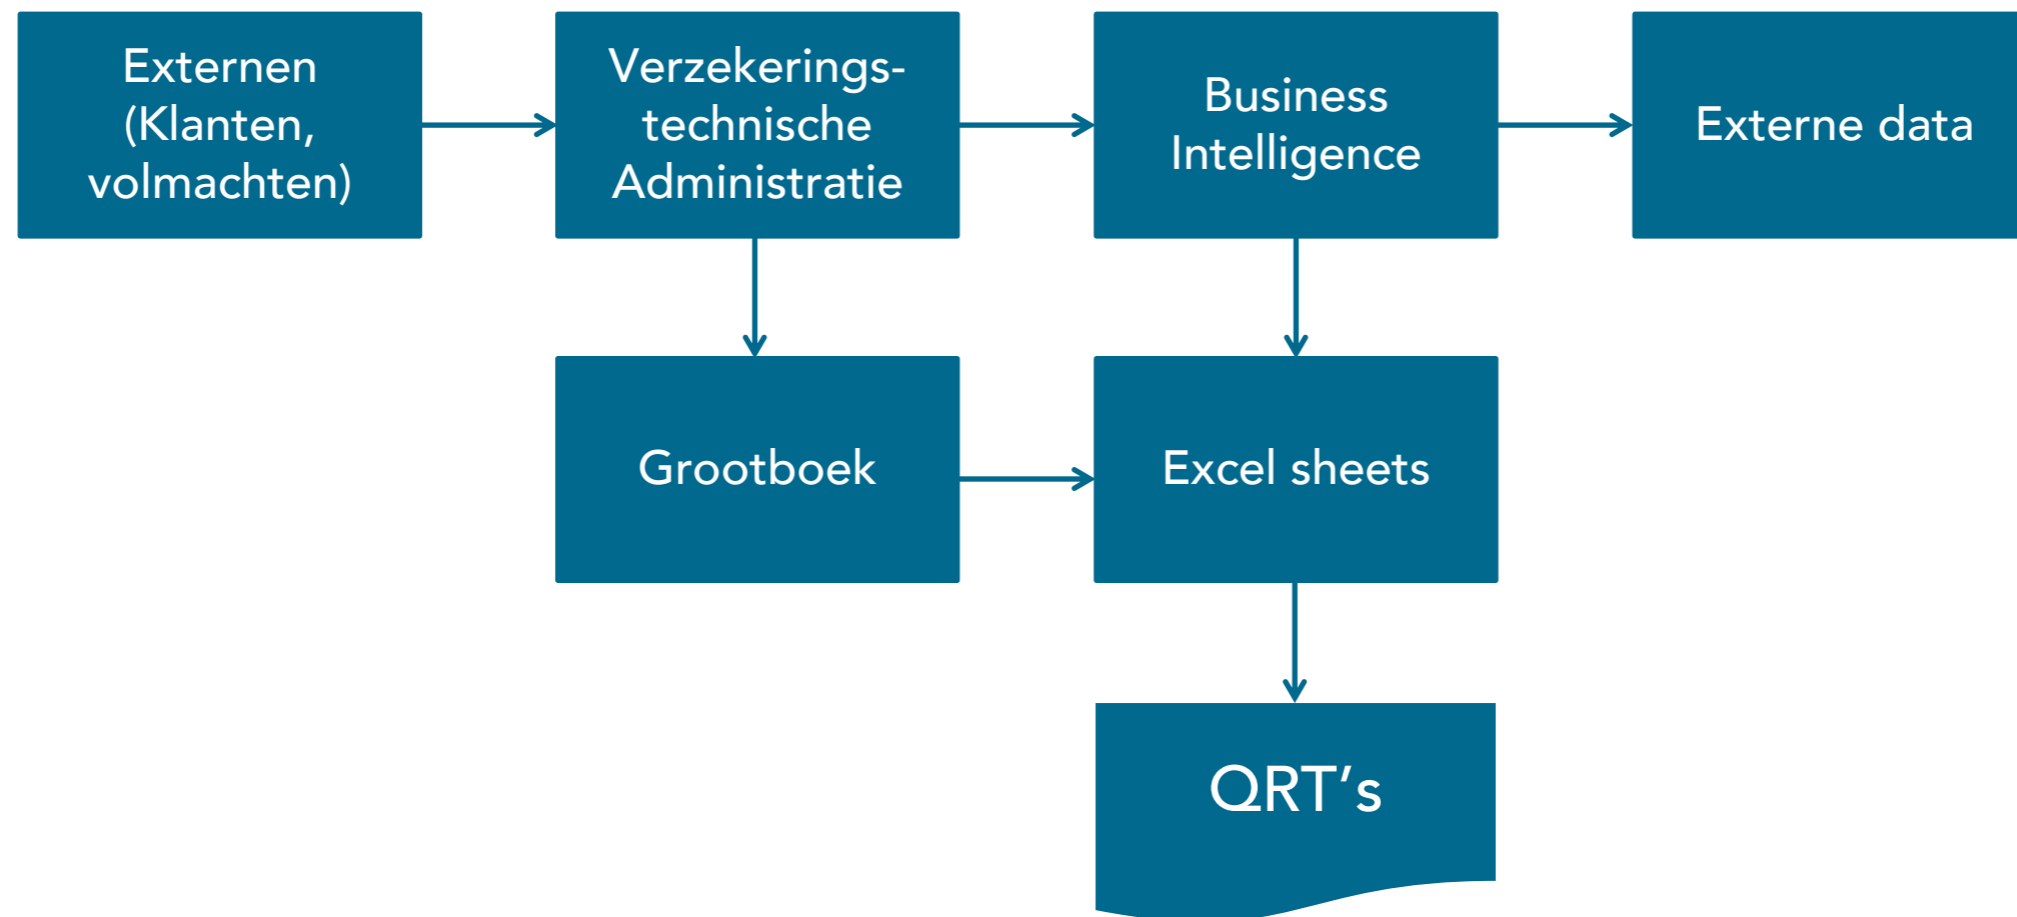 Externen
(Klanten,
volmachten)
Verzekerings-
technische
Administratie
Business
Intelligence
Externe data
Grootboek
Excel sheets
QRT’s